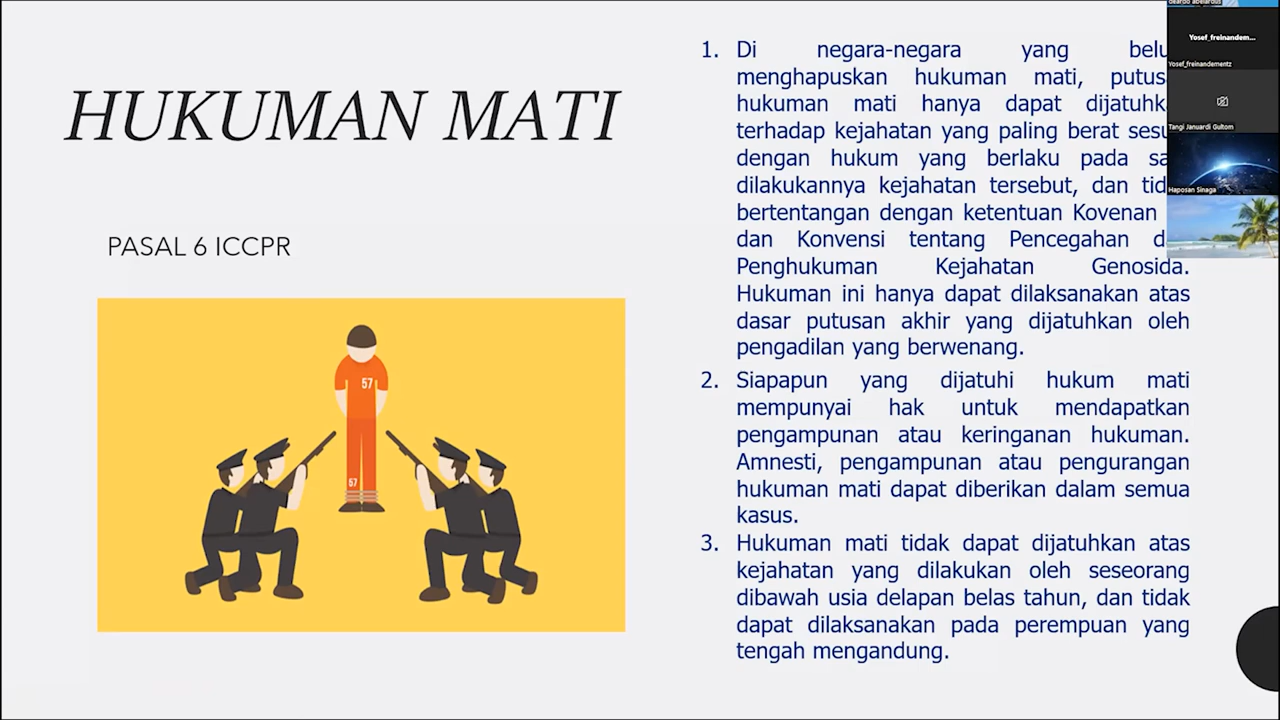 HUKUMAN MATI
PASAL 6 ICCPR
57
57
1. Di negara-negara yang
menghapuskan hukuman mati,
hukuman mati hanya dapat
terhadap kejahatan yang paling berat
dengan hukum yang berlaku pada
dilakukannya kejahatan tersebut, dan
bertentangan dengan ketentuan Kovenan
dan Konvensi tentang Pencegahan
Penghukuman Kejahatan Genosida.
Hukuman ini hanya dapat dilaksanakan atas
dasar putusan akhir yang dijatuhkan oleh
pengadilan yang berwenang.
2. Siapapun yang dijatuhi hukum mati
mempunyai hak untuk mendapatkan
pengampunan atau keringanan hukuman.
Amnesti, pengampunan atau pengurangan
hukuman mati dapat diberikan dalam semua
kasus.
3. Hukuman mati tidak dapat dijatuhkan atas
kejahatan yang dilakukan oleh seseorang
dibawah usia delapan belas tahun, dan tidak
dapat dilaksanakan pada perempuan yang
tengah mengandung.
Yosef_freinandem...
Yosef_freinandementz
Tangi Januardi Gultom
Haposan Sinaga